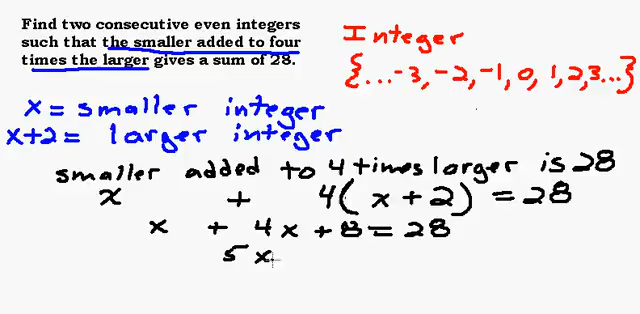 Find two consecutive even integers
such that the smaller added to four
times the larger gives a sum of 28.
Integer
{...-3, -2, -1, 0, 1, 2, 3...}
x = smaller integer
x+2 = larger integer
smaller added to 4 times larger is 28
x + 4(x+2) = 28
x + 4x + 8 = 28
5x